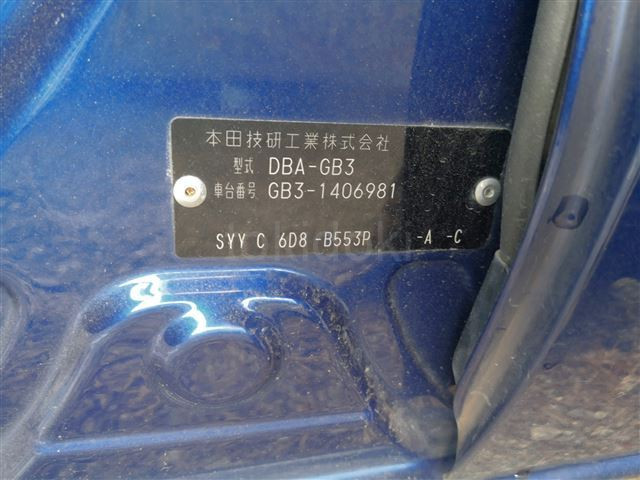 本田技研工業株式会社
型式 DBA-GB3
車台番号 GB3-1406981
SYY C 6D8 -B553P -A -C